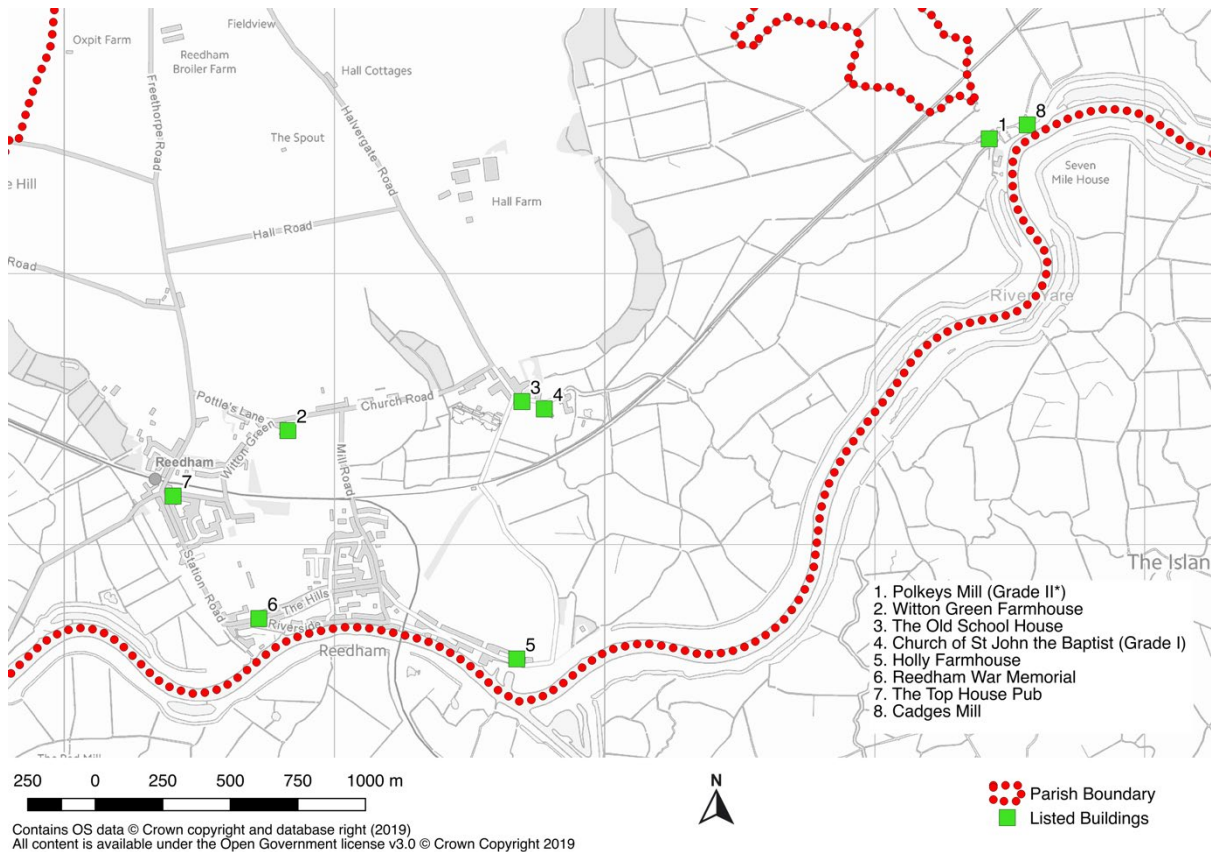 Oxpit Farm
Fieldview
Reedham
Broiler Farm
Hall Cottages
Freethorpe Road
Halvergate Road
The Spout
e Hill
Hall Farm
Hall Road
Road
1
8
Seven
Mile House
River Yare
Pottle's Lane
2
Church Road
3
4
Witton Green
Reedham
7
Mill Road
Station Road
6
The Hills
Riverside
Reedham
5
The Islan
1. Polkeys Mill (Grade II*)
2. Witton Green Farmhouse
3. The Old School House
4. Church of St John the Baptist (Grade I)
5. Holly Farmhouse
6. Reedham War Memorial
7. The Top House Pub
8. Cadges Mill
250 0 250 500 750 1000 m
N
Parish Boundary
Listed Buildings
Contains OS data © Crown copyright and database right (2019)
All content is available under the Open Government license v3.0 © Crown Copyright 2019